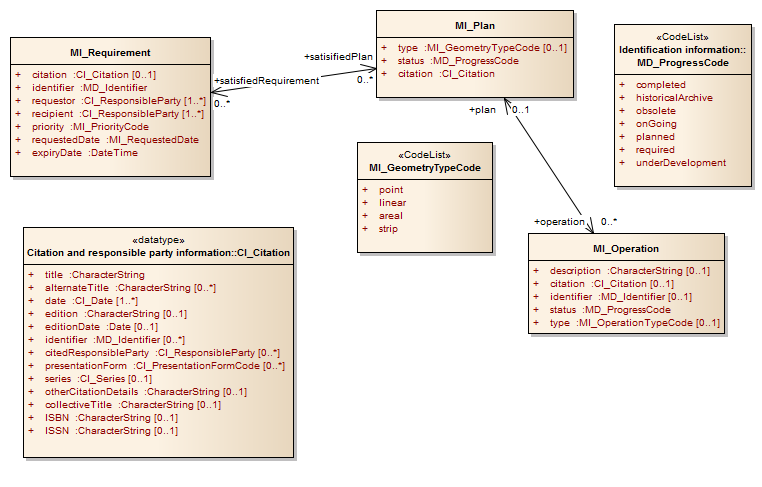 MI_Requirement
+ citation :CI_Citation [0..1]
+ identifier :MD_Identifier
+ requestor :CI_ResponsibleParty [1..*]
+ recipient :CI_ResponsibleParty [1..*]
+ priority :MI_PriorityCode
+ requestedDate :MI_RequestedDate
+ expiryDate :DateTime
+satisifiedPlan
0..*
+satisfiedRequirement
0..*
MI_Plan
+ type :MI_GeometryTypeCode [0..1]
+ status :MD_ProgressCode
+ citation :CI_Citation
«CodeList»
Identification information::
MD_ProgressCode
+ completed
+ historicalArchive
+ obsolete
+ onGoing
+ planned
+ required
+ underDevelopment
+plan
0..1
+operation
0..*
«CodeList»
MI_GeometryTypeCode
+ point
+ linear
+ areal
+ strip
«datatype»
Citation and responsible party information::CI_Citation
+ title :CharacterString
+ alternateTitle :CharacterString [0..*]
+ date :CI_Date [1..*]
+ edition :CharacterString [0..1]
+ editionDate :Date [0..1]
+ identifier :MD_Identifier [0..*]
+ citedResponsibleParty :CI_ResponsibleParty [0..*]
+ presentationForm :CI_PresentationFormCode [0..*]
+ series :CI_Series [0..1]
+ otherCitationDetails :CharacterString [0..1]
+ collectiveTitle :CharacterString [0..1]
+ ISBN :CharacterString [0..1]
+ ISSN :CharacterString [0..1]
MI_Operation
+ description :CharacterString [0..1]
+ citation :CI_Citation [0..1]
+ identifier :MD_Identifier [0..1]
+ status :MD_ProgressCode
+ type :MI_OperationTypeCode [0..1]